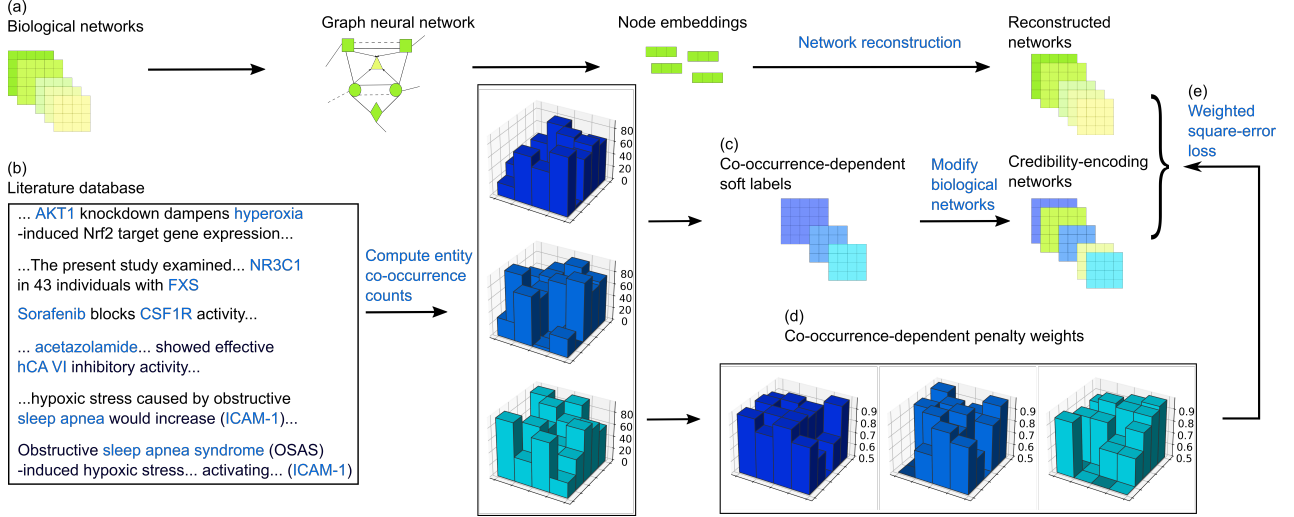 (a)
Biological networks
Graph neural network
Node embeddings
Network reconstruction
Reconstructed
networks
(b)
Literature database
... AKT1 knockdown dampens hyperoxia
-induced Nrf2 target gene expression...
...The present study examined... NR3C1
in 43 individuals with FXS
Sorafenib blocks CSF1R activity...
... acetazolamide... showed effective
hCA VI inhibitory activity...
...hypoxic stress caused by obstructive
sleep apnea would increase (ICAM-1)...
Obstructive sleep apnea syndrome (OSAS)
-induced hypoxic stress... activating... (ICAM-1)
Compute entity
co-occurrence
counts
80
60
40
20
0
80
60
40
20
0
80
60
40
20
0
(c)
Co-occurrence-dependent
soft labels
Modify
biological
networks
Credibility-encoding
networks
(d)
Co-occurrence-dependent penalty weights
0.9
0.8
0.7
0.6
0.5
0.9
0.8
0.7
0.6
0.5
0.9
0.8
0.7
0.6
0.5
(e)
Weighted
square-error
loss